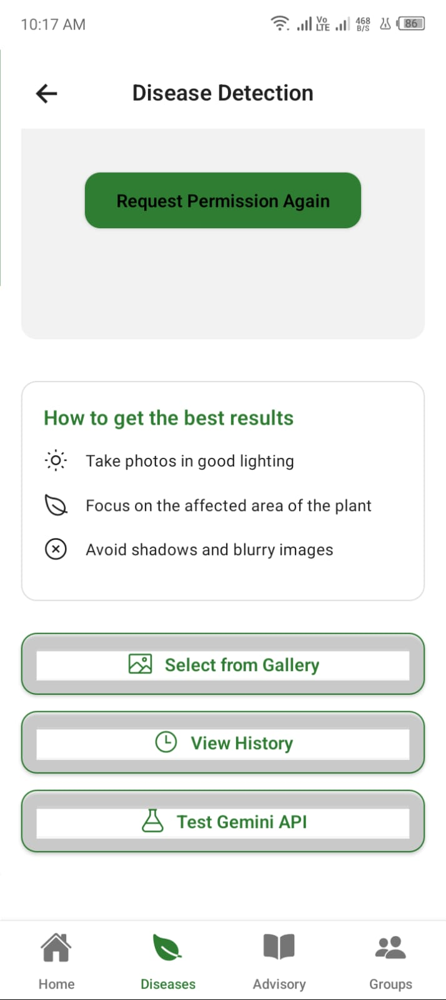 10:17 AM
Vo
LTE
468
B/S
86
Disease Detection
Request Permission Again
How to get the best results
Take photos in good lighting
Focus on the affected area of the plant
Avoid shadows and blurry images
Select from Gallery
View History
Test Gemini API
Home
Diseases
Advisory
Groups